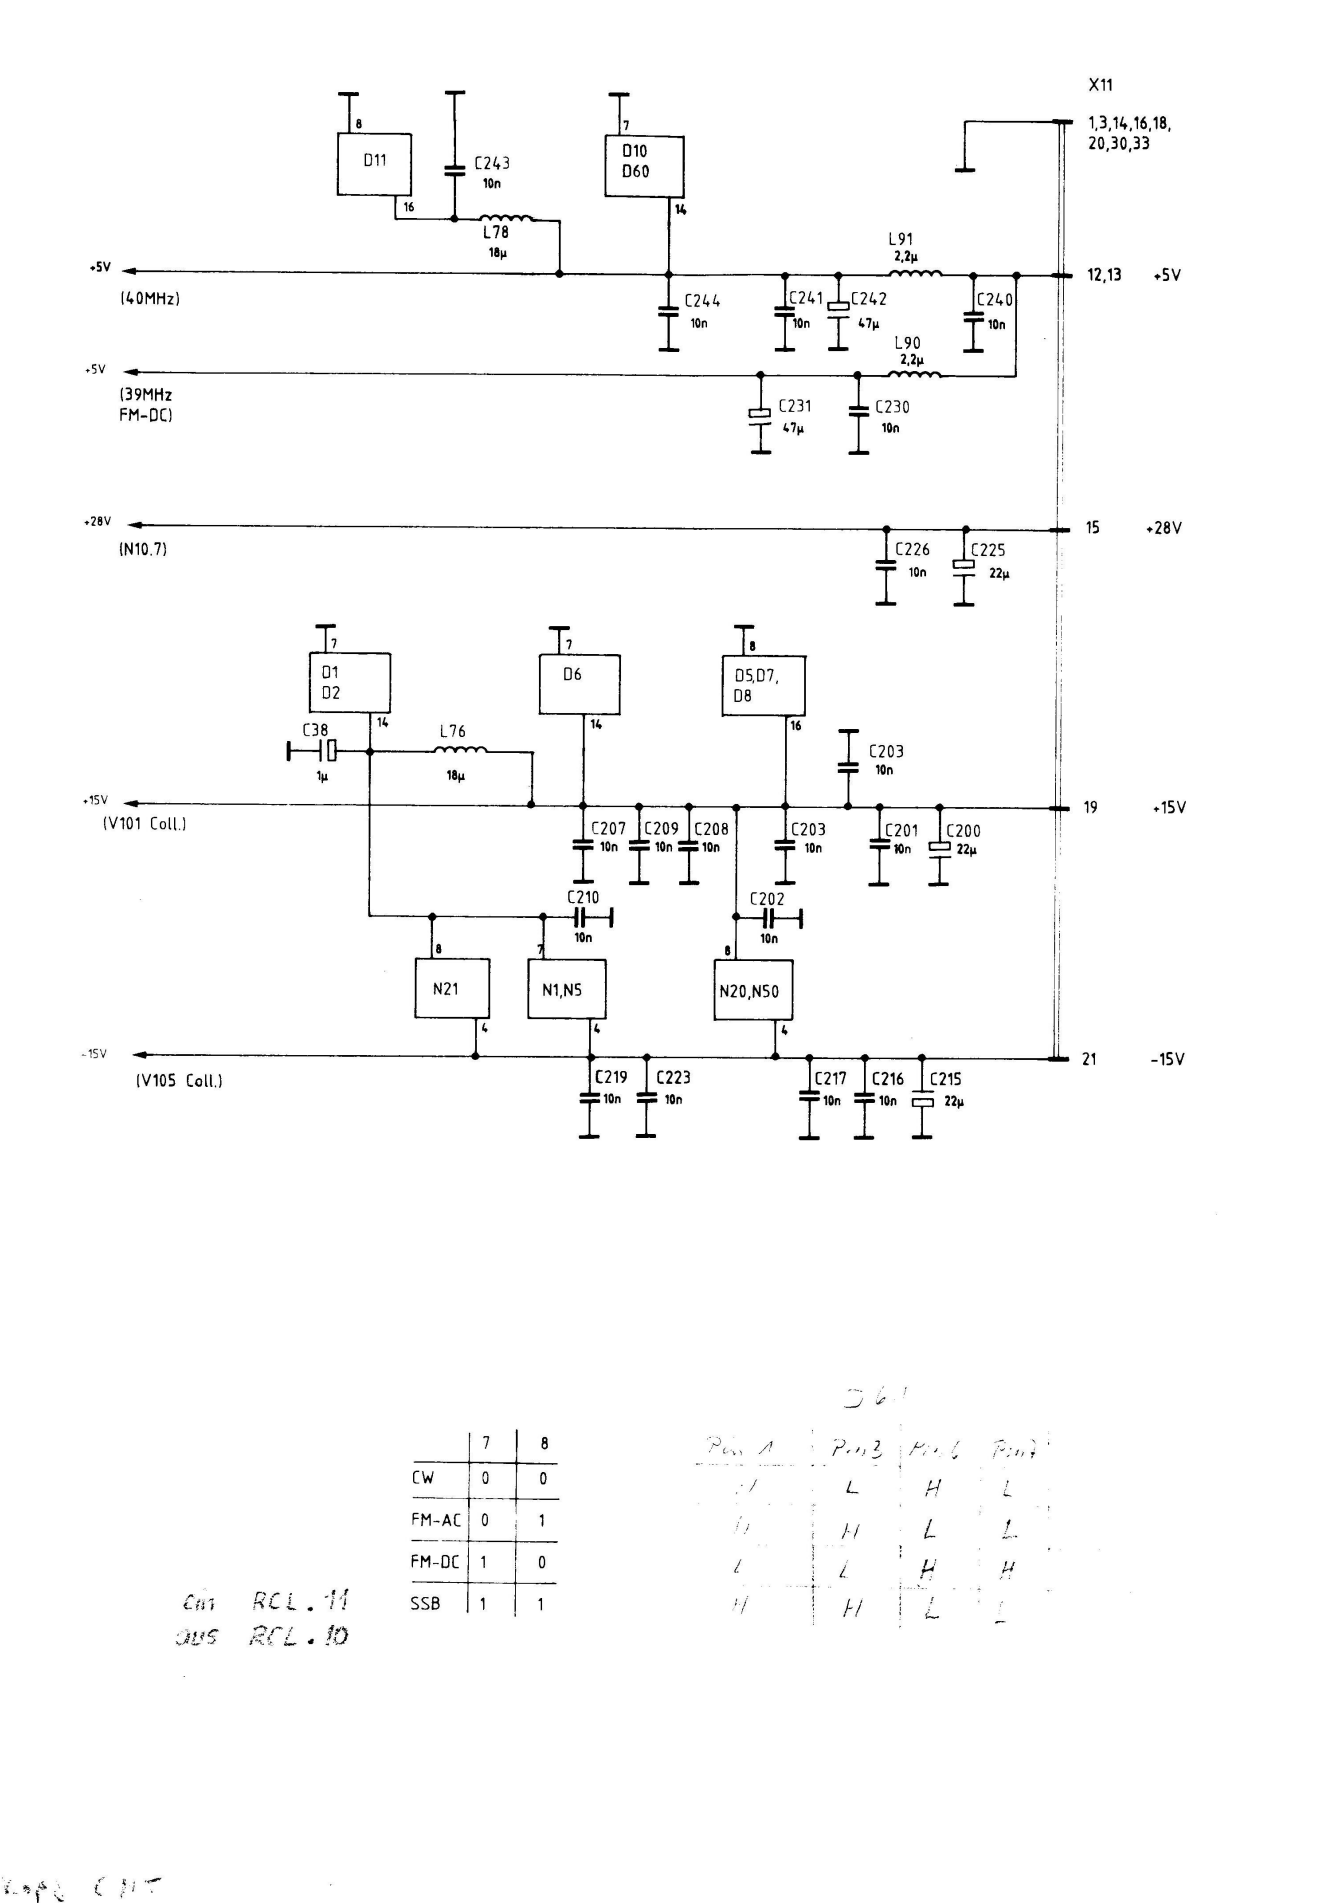 X11
1,3,14,16,18,
20,30,33
8
D11
16
C243
10n
L78
18µ
7
D10
D60
14
L91
2,2µ
+5V
(40MHz)
12,13 +5V
C244
10n
C241
10n
C242
47µ
C240
10n
L90
2,2µ
+5V
(39MHz
FM-DC)
C231
47µ
C230
10n
+28V
(N10.7)
15 +28V
C226
10n
C225
22µ
7
D1
D2
14
C38
1µ
L76
18µ
7
D6
14
8
D5,D7,
D8
16
C203
10n
+15V
(V101 Coll.)
19 +15V
C207
10n
C209
10n
C208
10n
C203
10n
C201
10n
C200
22µ
C210
10n
C202
10n
8
N21
4
7
N1,N5
4
8
N20,N50
4
-15V
(V105 Coll.)
21 -15V
C219
10n
C223
10n
C217
10n
C216
10n
C215
22µ
7 8
CW 0 0
FM-AC 0 1
FM-DC 1 0
SSB 1 1
Pin 1 Pin3 Pin6 Pin7
L H L
H L L
L L H H
H H L L
ein RCL.11
aus RCL.10